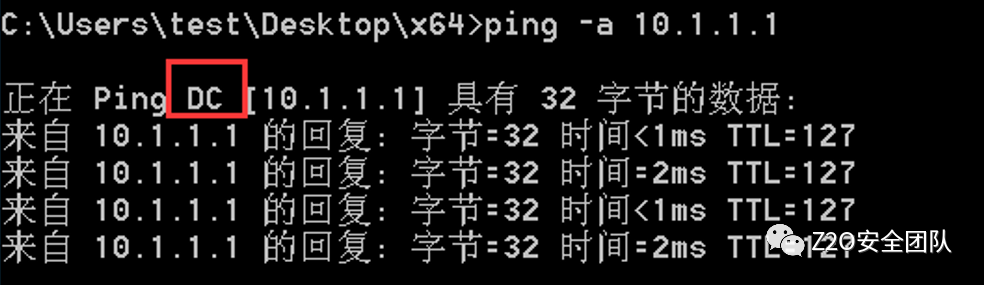 C:\Users\test\Desktop\x64>ping -a 10.1.1.1
正在 Ping DC [10.1.1.1] 具有 32 字节的数据:
来自 10.1.1.1 的回复: 字节=32 时间<1ms TTL=127
来自 10.1.1.1 的回复: 字节=32 时间=2ms TTL=127
来自 10.1.1.1 的回复: 字节=32 时间<1ms TTL=127
来自 10.1.1.1 的回复: 字节=32 时间=2ms TTL=127
Z2O安全团队